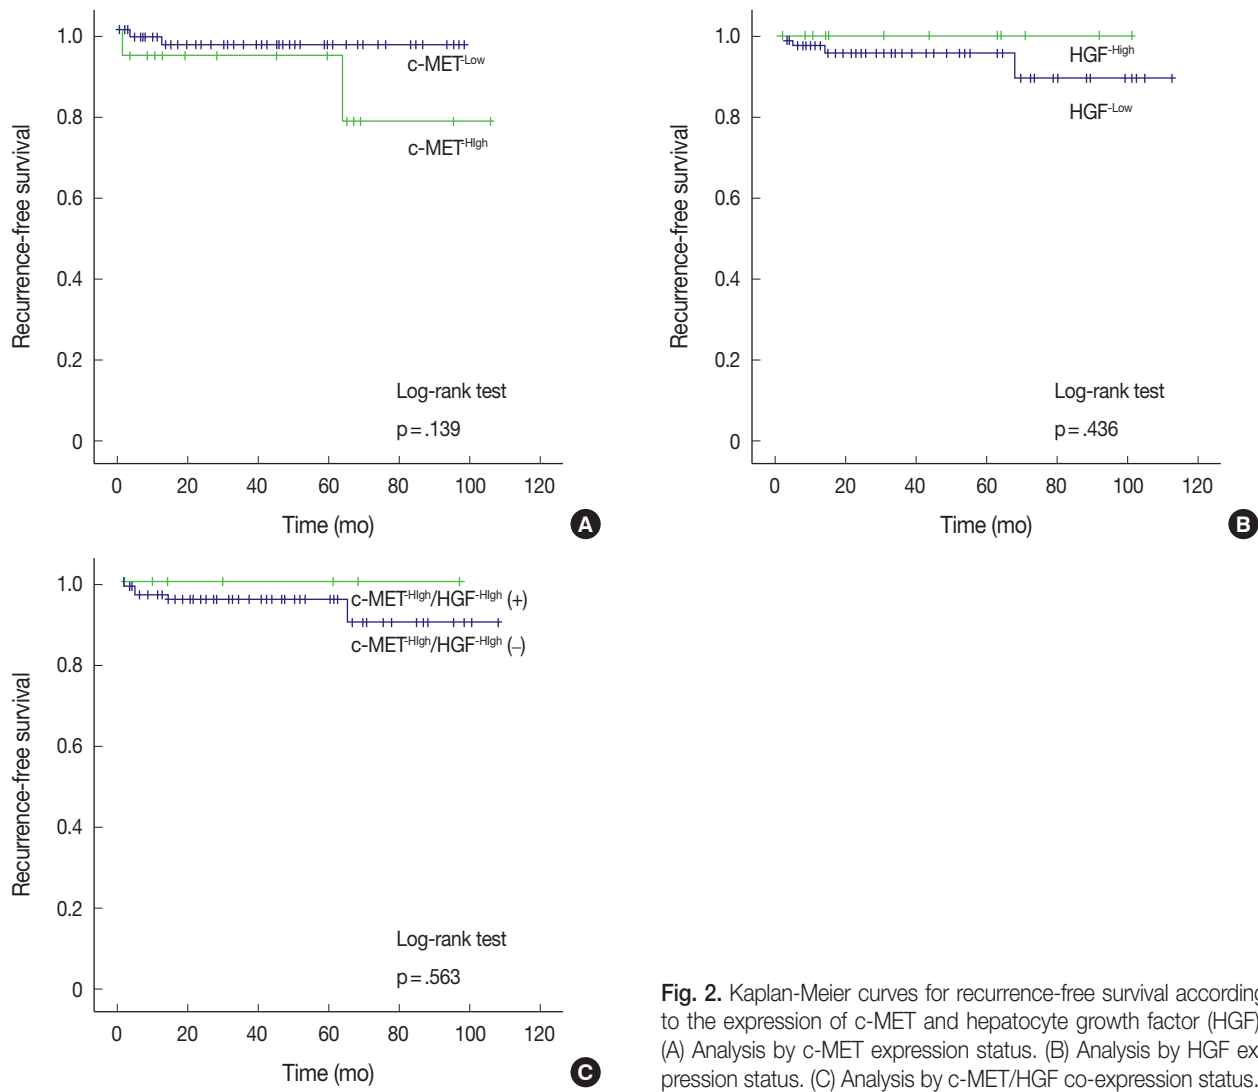 1.0
0.8
0.6
0.4
0.2
0
Recurrence-free survival
c-MET-Low
c-MET-HIgh
Log-rank test
p=.139
0 20 40 60 80 100 120
Time (mo)
A
1.0
0.8
0.6
0.4
0.2
0
Recurrence-free survival
HGF-High
HGF-Low
Log-rank test
p=.436
0 20 40 60 80 100 120
Time (mo)
B
1.0
0.8
0.6
0.4
0.2
0
Recurrence-free survival
c-MET-HIgh/HGF-HIgh (+)
c-MET-HIgh/HGF-HIgh (–)
Log-rank test
p=.563
0 20 40 60 80 100 120
Time (mo)
C
Fig. 2. Kaplan-Meier curves for recurrence-free survival according
to the expression of c-MET and hepatocyte growth factor (HGF)
(A) Analysis by c-MET expression status. (B) Analysis by HGF ex
pression status. (C) Analysis by c-MET/HGF co-expression status.